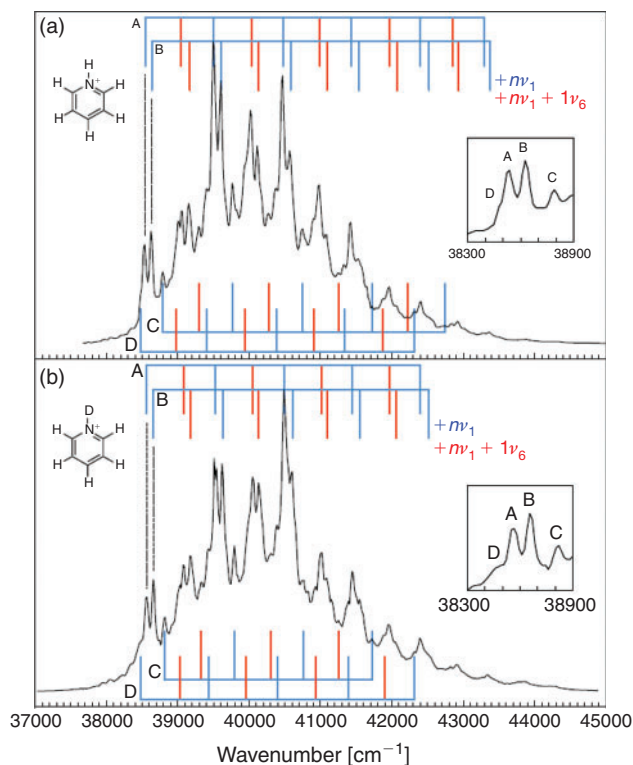 (a)
A
B
H
N+
H
H
H
H
H
+nν1
+nν1 + 1ν6
A
B
C
D
38300
38900
C
D
(b)
A
B
D
N+
H
H
H
H
H
+nν1
+nν1 + 1ν6
B
A
C
D
38300
38900
C
D
37000 38000 39000 40000 41000 42000 43000 44000 45000
Wavenumber [cm−1]